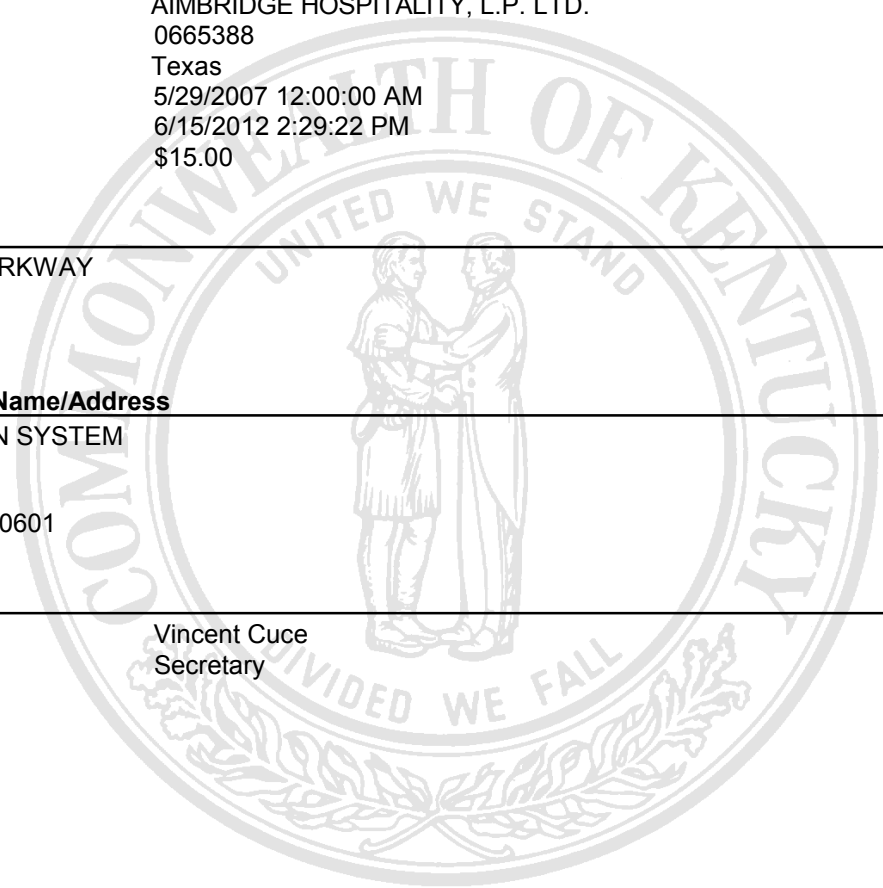 AIMBRIDGE HOSPITALITY, L.P. LTD.
0665388
Texas
5/29/2007 12:00:00 AM
6/15/2012 2:29:22 PM
$15.00
COMMONWEALTH OF KENTUCKY
UNITED WE STAND
RKWAY
Name/Address
N SYSTEM
0601
Vincent Cuce
Secretary
DIVIDED WE FALL